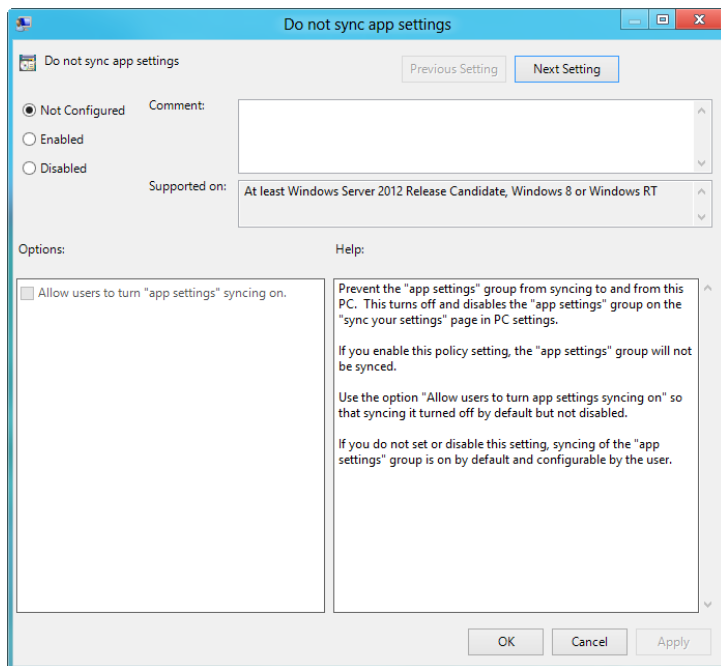 Do not sync app settings
Do not sync app settings
Previous Setting
Next Setting
Not Configured
Comment:
Enabled
Disabled
Supported on:
At least Windows Server 2012 Release Candidate, Windows 8 or Windows RT
Options:
Help:
Allow users to turn "app settings" syncing on.
Prevent the "app settings" group from syncing to and from this
PC.  This turns off and disables the "app settings" group on the
"sync your settings" page in PC settings.
If you enable this policy setting, the "app settings" group will not
be synced.
Use the option "Allow users to turn app settings syncing on" so
that syncing it turned off by default but not disabled.
If you do not set or disable this setting, syncing of the "app
settings" group is on by default and configurable by the user.
OK
Cancel
Apply